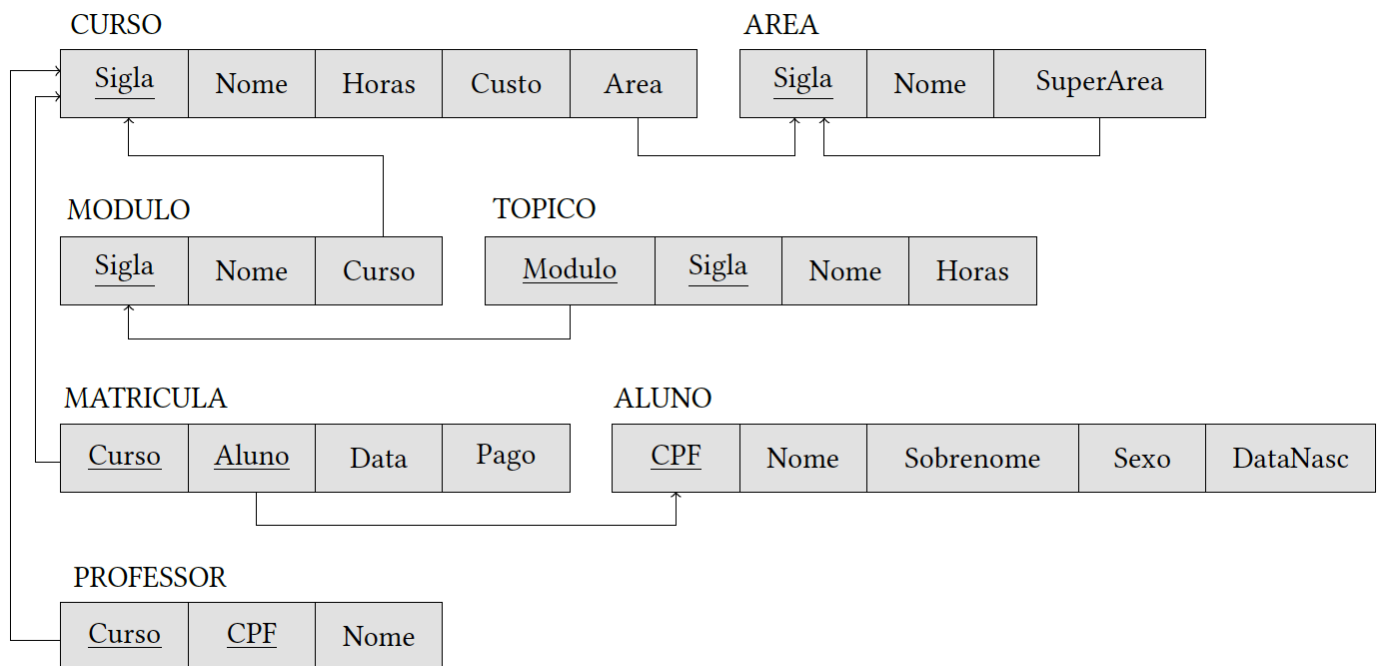 CURSO AREA
Sigla Nome Horas Custo Area Sigla Nome SuperArea
MODULO TOPICO
Sigla Nome Curso Modulo Sigla Nome Horas
MATRICULA ALUNO
Curso Aluno Data Pago CPF Nome Sobrenome Sexo DataNasc
PROFESSOR
Curso CPF Nome